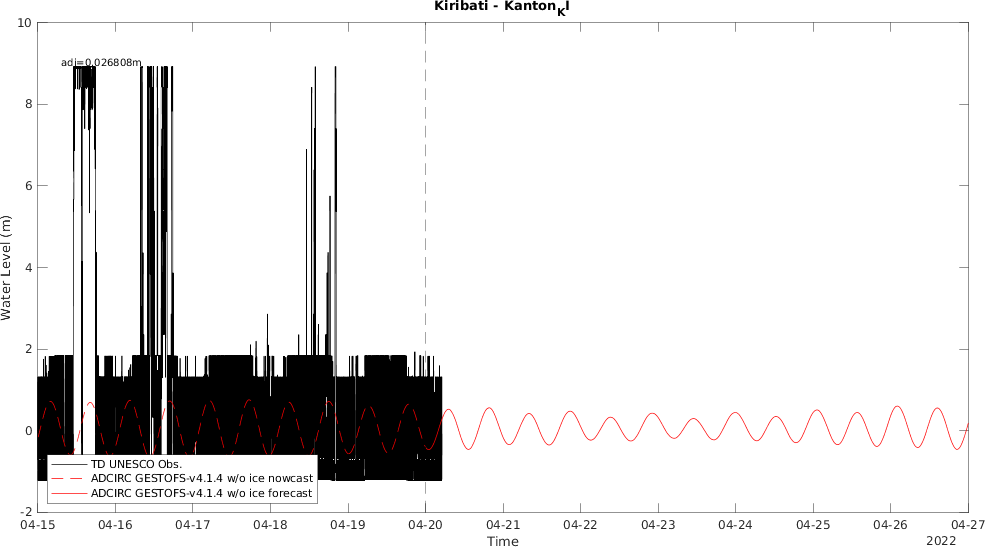 Kiribati - Kanton_KI
adj=0.026808m
10
8
6
4
2
0
-2
Water Level (m)
TD UNESCO Obs.
ADCIRC GESTOFS-v4.1.4 w/o ice nowcast
ADCIRC GESTOFS-v4.1.4 w/o ice forecast
04-15 04-16 04-17 04-18 04-19 04-20 04-21 04-22 04-23 04-24 04-25 04-26 04-27
Time
2022